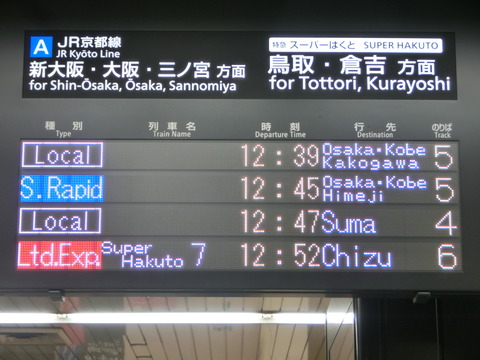 A JR京都線
JR Kyōto Line
新大阪・大阪・三ノ宮 方面
for Shin-Ōsaka, Ōsaka, Sannomiya
特急 スーパーはくと SUPER HAKUTO
鳥取・倉吉 方面
for Tottori, Kurayoshi
種別 列車名 時刻 行先 のりば
Type Train Name Departure Time Destination Track
Local 12:39 Osaka・Kobe Kakogawa 5
S.Rapid 12:45 Osaka・Kobe Himeji 5
Local 12:47 Suma 4
Ltd.Exp. Super Hakuto 7 12:52 Chizu 6